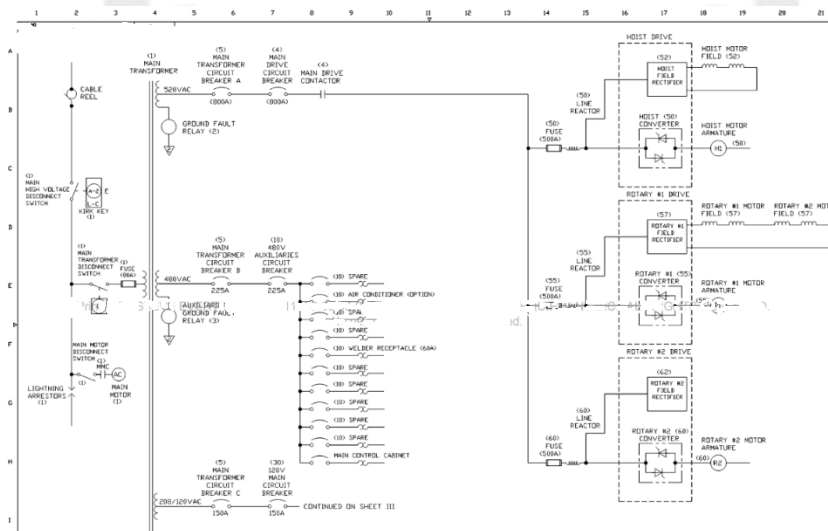 1 2 3 4 5 6 7 8 9 10 11 12 13 14 15 16 17 18 19 20 21
A
B
C
D
E
F
G
H
I
CABLE
REEL
(1)
MAIN
HIGH VOLTAGE
DISCONNECT
SWITCH
A-2 E
L-C
KIRK KEY
(1)
(1)
MAIN
TRANSFORMER
DISCONNECT
SWITCH
(1)
FUSE
(80A)
MAIN MOTOR
DISCONNECT
SWITCH
(1)
(1)
MMC
AC
MAIN
MOTOR
(1)
LIGHTNING
ARRESTORS
(1)
(1)
MAIN
TRANSFORMER
520VAC
(5)
MAIN
TRANSFORMER
CIRCUIT
BREAKER A
(800A)
(4)
MAIN
DRIVE
CIRCUIT
BREAKER
(800A)
(4)
MAIN DRIVE
CONTACTOR
GROUND FAULT
RELAY (2)
480VAC
(5)
MAIN
TRANSFORMER
CIRCUIT
BREAKER B
225A
(10)
480V
AUXILIARIES
CIRCUIT
BREAKER
225A
GROUND FAUL
RELAY (3)
(10) SPARE
(10) AIR CONDITIONER (OPTION)
(10) SPARE
(10) WELDER RECEPTACLE (60A)
(10) SPARE
(10) SPARE
(10) SPARE
(10) SPARE
MAIN CONTROL CABINET
208/120VAC
(5)
MAIN
TRANSFORMER
CIRCUIT
BREAKER C
150A
(30)
120V
MAIN
CIRCUIT
BREAKER
150A
CONTINUED ON SHEET III
HOIST DRIVE
(52)
HOIST
FIELD
RECTIFIER
HOIST MOTOR
FIELD (52)
(50)
LINE
REACTOR
(50)
FUSE
(500A)
HOIST (50)
CONVERTER
HOIST MOTOR
ARMATURE
H1
(50)
ROTARY #1 DRIVE
(57)
ROTARY #1
FIELD
RECTIFIER
ROTARY #1 MOTOR
FIELD (57)
ROTARY #2 MOT
FIELD (57)
(55)
LINE
REACTOR
(55)
FUSE
(500A)
ROTARY #1 (55)
CONVERTER
ROTARY #1 MOTOR
ARMATURE
ROTARY #2 DRIVE
(62)
ROTARY #2
FIELD
RECTIFIER
(60)
LINE
REACTOR
(60)
FUSE
(500A)
ROTARY #2 (60)
CONVERTER
ROTARY #2 MOTOR
ARMATURE
(60)
R2